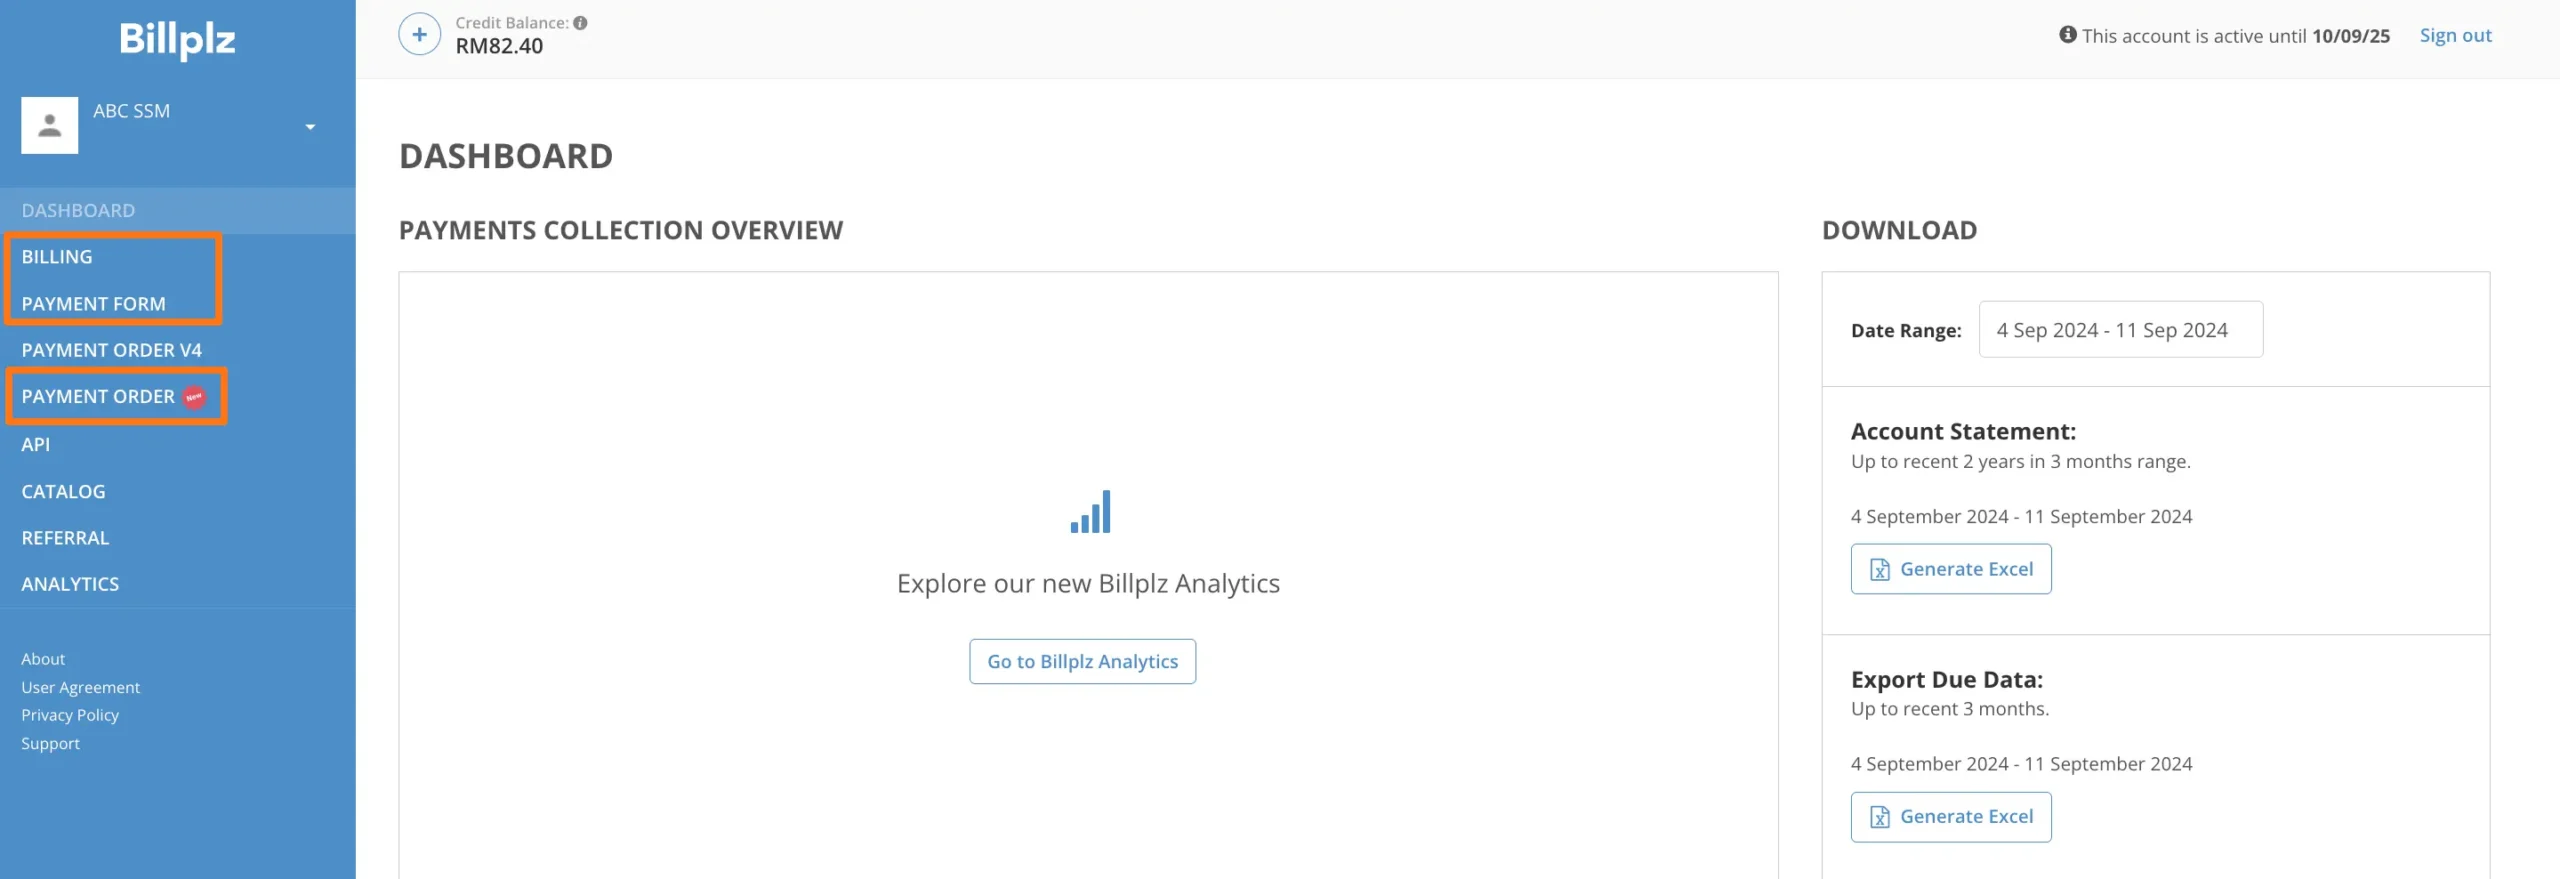 Billplz
ABC SSM
DASHBOARD
BILLING
PAYMENT FORM
PAYMENT ORDER V4
PAYMENT ORDER New
API
CATALOG
REFERRAL
ANALYTICS
About
User Agreement
Privacy Policy
Support
Credit Balance:
RM82.40
This account is active until 10/09/25
Sign out
DASHBOARD
PAYMENTS COLLECTION OVERVIEW
Explore our new Billplz Analytics
Go to Billplz Analytics
DOWNLOAD
Date Range: 4 Sep 2024 - 11 Sep 2024
Account Statement:
Up to recent 2 years in 3 months range.
4 September 2024 - 11 September 2024
Generate Excel
Export Due Data:
Up to recent 3 months.
4 September 2024 - 11 September 2024
Generate Excel